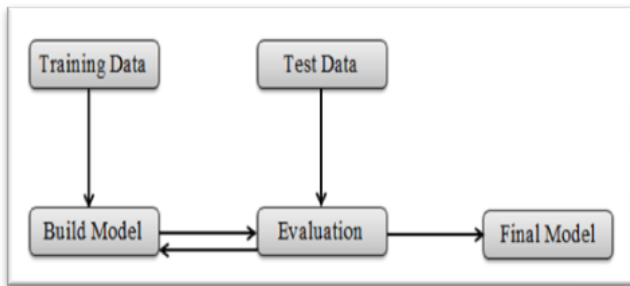 Training Data
Test Data
Build Model
Evaluation
Final Model